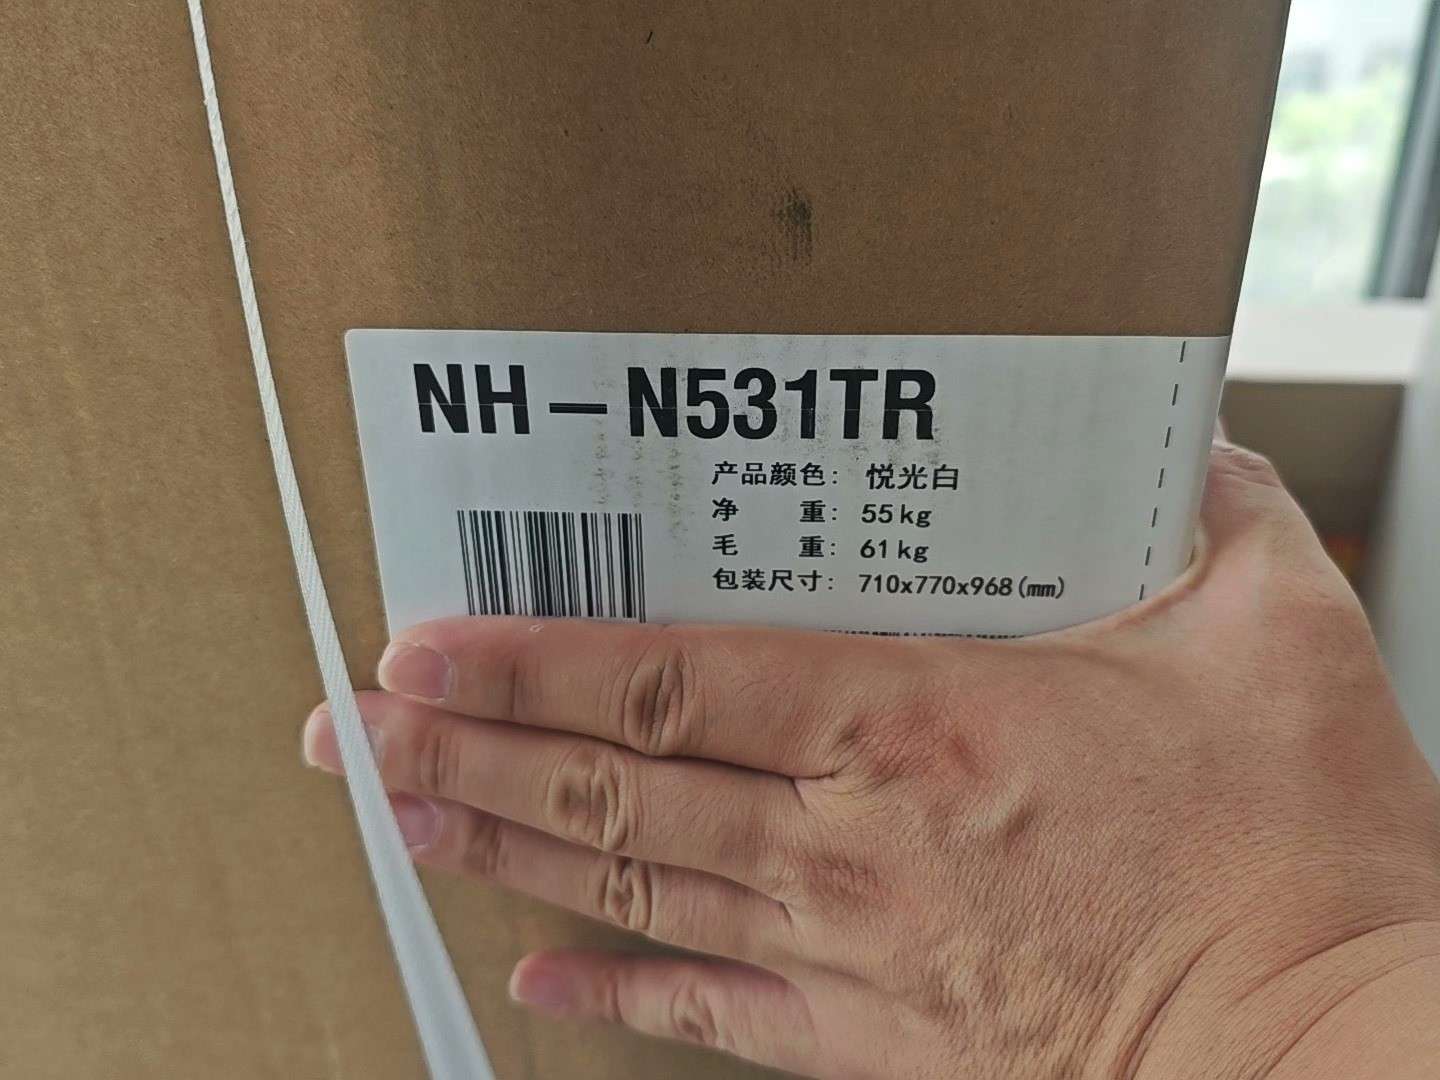 NH-N531TR
产品颜色: 悦光白
净 重: 55kg
毛 重: 61kg
包装尺寸: 710x770x968(mm)